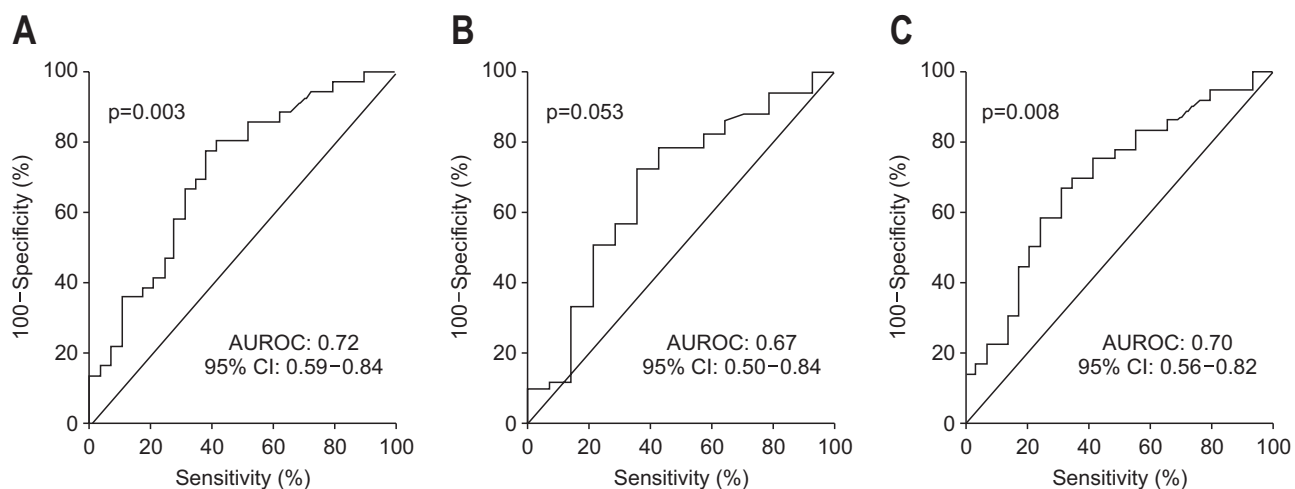 A
100
80
60
40
20
0
100−Specificity (%)
p=0.003
AUROC: 0.72
95% CI: 0.59−0.84
0 20 40 60 80 100
Sensitivity (%)
B
100
80
60
40
20
0
100−Specificity (%)
p=0.053
AUROC: 0.67
95% CI: 0.50−0.84
0 20 40 60 80 100
Sensitivity (%)
C
100
80
60
40
20
0
100−Specificity (%)
p=0.008
AUROC: 0.70
95% CI: 0.56−0.82
0 20 40 60 80 100
Sensitivity (%)